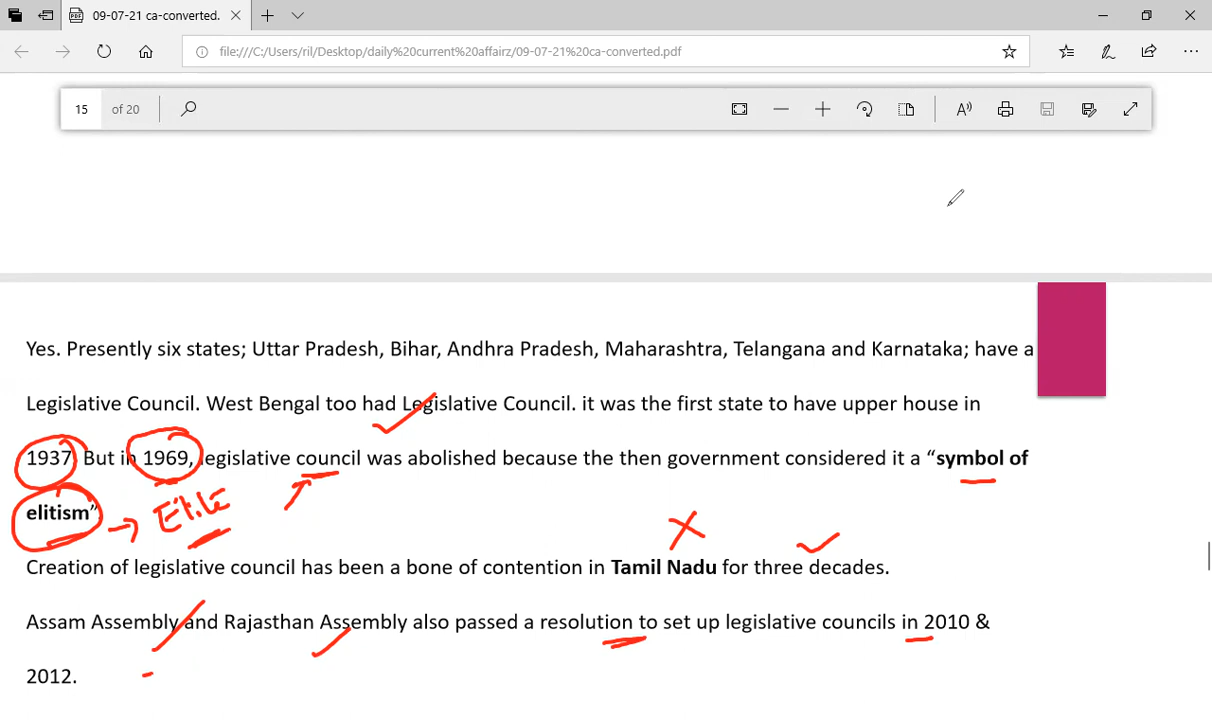 09-07-21 ca-converted.
file:///C:/Users/ril/Desktop/daily%20current%20affairz/09-07-21%20ca-converted.pdf
15 of 20
Yes. Presently six states; Uttar Pradesh, Bihar, Andhra Pradesh, Maharashtra, Telangana and Karnataka; have a
Legislative Council. West Bengal too had Legislative Council. it was the first state to have upper house in
1937. But in 1969, legislative council was abolished because the then government considered it a “symbol of
elitism”. → Elite
Creation of legislative council has been a bone of contention in Tamil Nadu for three decades.
Assam Assembly and Rajasthan Assembly also passed a resolution to set up legislative councils in 2010 &
2012.